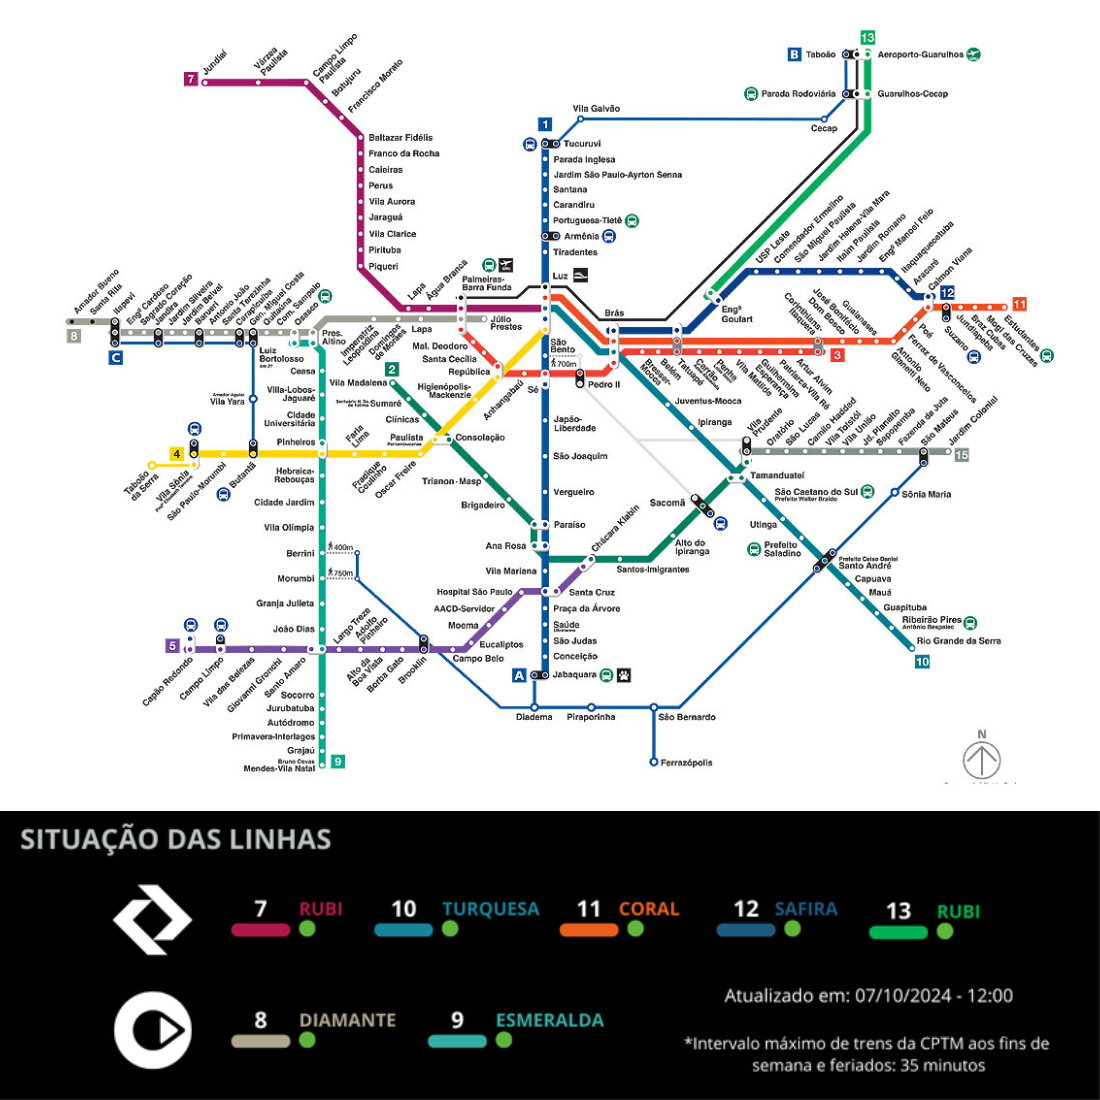 13
B
Taboão
Aeroporto-Guarulhos
Parada Rodoviária
Guarulhos-Cecap
7
Jundiaí
Várzea
Paulista
Campo Limpo
Paulista
Botujuru
Francisco Morato
Baltazar Fidélis
Franco da Rocha
Caieiras
Perus
Vila Aurora
Jaraguá
Vila Clarice
Pirituba
Piqueri
Lapa
Água Branca
Palmeiras-
Barra Funda
Vila Galvão
Cecap
1
Tucuruvi
Parada Inglesa
Jardim São Paulo-Ayrton Senna
Santana
Carandiru
Portuguesa-Tietê
Armênia
Tiradentes
Luz
USP Leste
Comendador Ermelino
São Miguel Paulista
Jardim Helena-Vila Mara
Itaim Paulista
Jardim Romano
Engº Manoel Feio
Itaquaquecetuba
Aracaré
Calmon Viana
12
11
Engº
Goulart
Brás
Amador Bueno
Santa Rita
Itapevi
Engº Cardoso
Sagrado Coração
Jandira
Jardim Silveira
Jardim Belval
Barueri
Antonio João
Santa Terezinha
Carapicuíba
Gen. Miguel Costa
Quitaúna
Com. Sampaio
Osasco
8
C
Pres.
Altino
Imperatriz
Leopoldina
Domingos
de Moraes
Lapa
Júlio
Prestes
Mal. Deodoro
Santa Cecília
República
Higienópolis-
Mackenzie
Anhangabaú
São
Bento
700m
Sé
Pedro II
Bresser-
Mooca
Belém
Tatuapé
Carrão
Penha
Vila Matilde
Guilhermina
Esperança
Patriarca-Vila Ré
Artur Alvim
3
Corinthians-
Itaquera
Dom Bosco
José Bonifácio
Guaianases
Antonio
Gianetti Neto
Ferraz de Vasconcelos
Poá
Suzano
Jundiapeba
Braz Cubas
Mogi das Cruzes
Estudantes
Luiz
Bortolosso
km 21
Ceasa
Villa-Lobos-
Jaguaré
Cidade
Universitária
Pinheiros
Hebraica-
Rebouças
Cidade Jardim
Vila Olímpia
Berrini
400m
Morumbi
750m
Granja Julieta
João Dias
Santo Amaro
Socorro
Jurubatuba
Autódromo
Primavera-Interlagos
Grajaú
Bruno Covas
Mendes-Vila Natal
9
Amador Aguiar
Vila Yara
4
Taboão
da Serra
Vila Sônia
São Paulo-Morumbi
Butantã
Faria
Lima
Fradique
Coutinho
Oscar Freire
Paulista
Pernambucanas
2
Vila Madalena
Sumaré
Clínicas
Consolação
Trianon-Masp
Brigadeiro
Paraíso
Ana Rosa
Vila Mariana
Japão-
Liberdade
São Joaquim
Vergueiro
Chácara Klabin
Santos-Imigrantes
Alto do
Ipiranga
Sacomã
Tamanduateí
Vila
Prudente
Oratório
São Lucas
Camilo Haddad
Vila Tolstói
Vila União
Jd. Planalto
Sapopemba
Fazenda da Juta
São Mateus
Jardim Colonial
15
Juventus-Mooca
Ipiranga
São Caetano do Sul
Prefeito Walter Braido
Utinga
Prefeito
Saladino
Prefeito Celso Daniel
Santo André
Capuava
Mauá
Guapituba
Ribeirão Pires
Antônio Bespalec
Rio Grande da Serra
10
Sônia Maria
5
Capão Redondo
Campo Limpo
Vila das Belezas
Giovanni Gronchi
Largo Treze
Adolfo
Pinheiro
Alto da
Boa Vista
Borba Gato
Brooklin
Campo Belo
Eucaliptos
Moema
AACD-Servidor
Hospital São Paulo
Santa Cruz
Praça da Árvore
Saúde
Ultrafarma
São Judas
Conceição
A
Jabaquara
Diadema
Piraporinha
São Bernardo
Ferrazópolis
N
SITUAÇÃO DAS LINHAS
7 RUBI
10 TURQUESA
11 CORAL
12 SAFIRA
13 RUBI
8 DIAMANTE
9 ESMERALDA
Atualizado em: 07/10/2024 - 12:00
*Intervalo máximo de trens da CPTM aos fins de
semana e feriados: 35 minutos